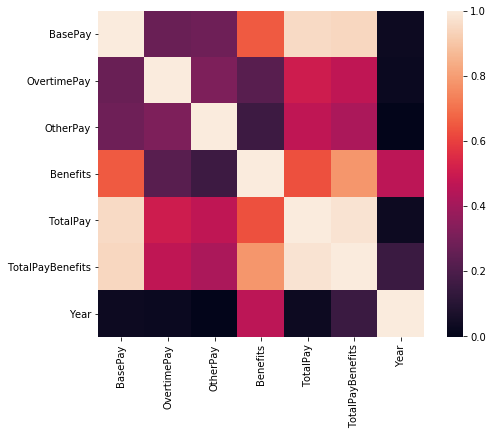 BasePay
OvertimePay
OtherPay
Benefits
TotalPay
TotalPayBenefits
Year
BasePay
OvertimePay
OtherPay
Benefits
TotalPay
TotalPayBenefits
Year
1.0
0.8
0.6
0.4
0.2
0.0